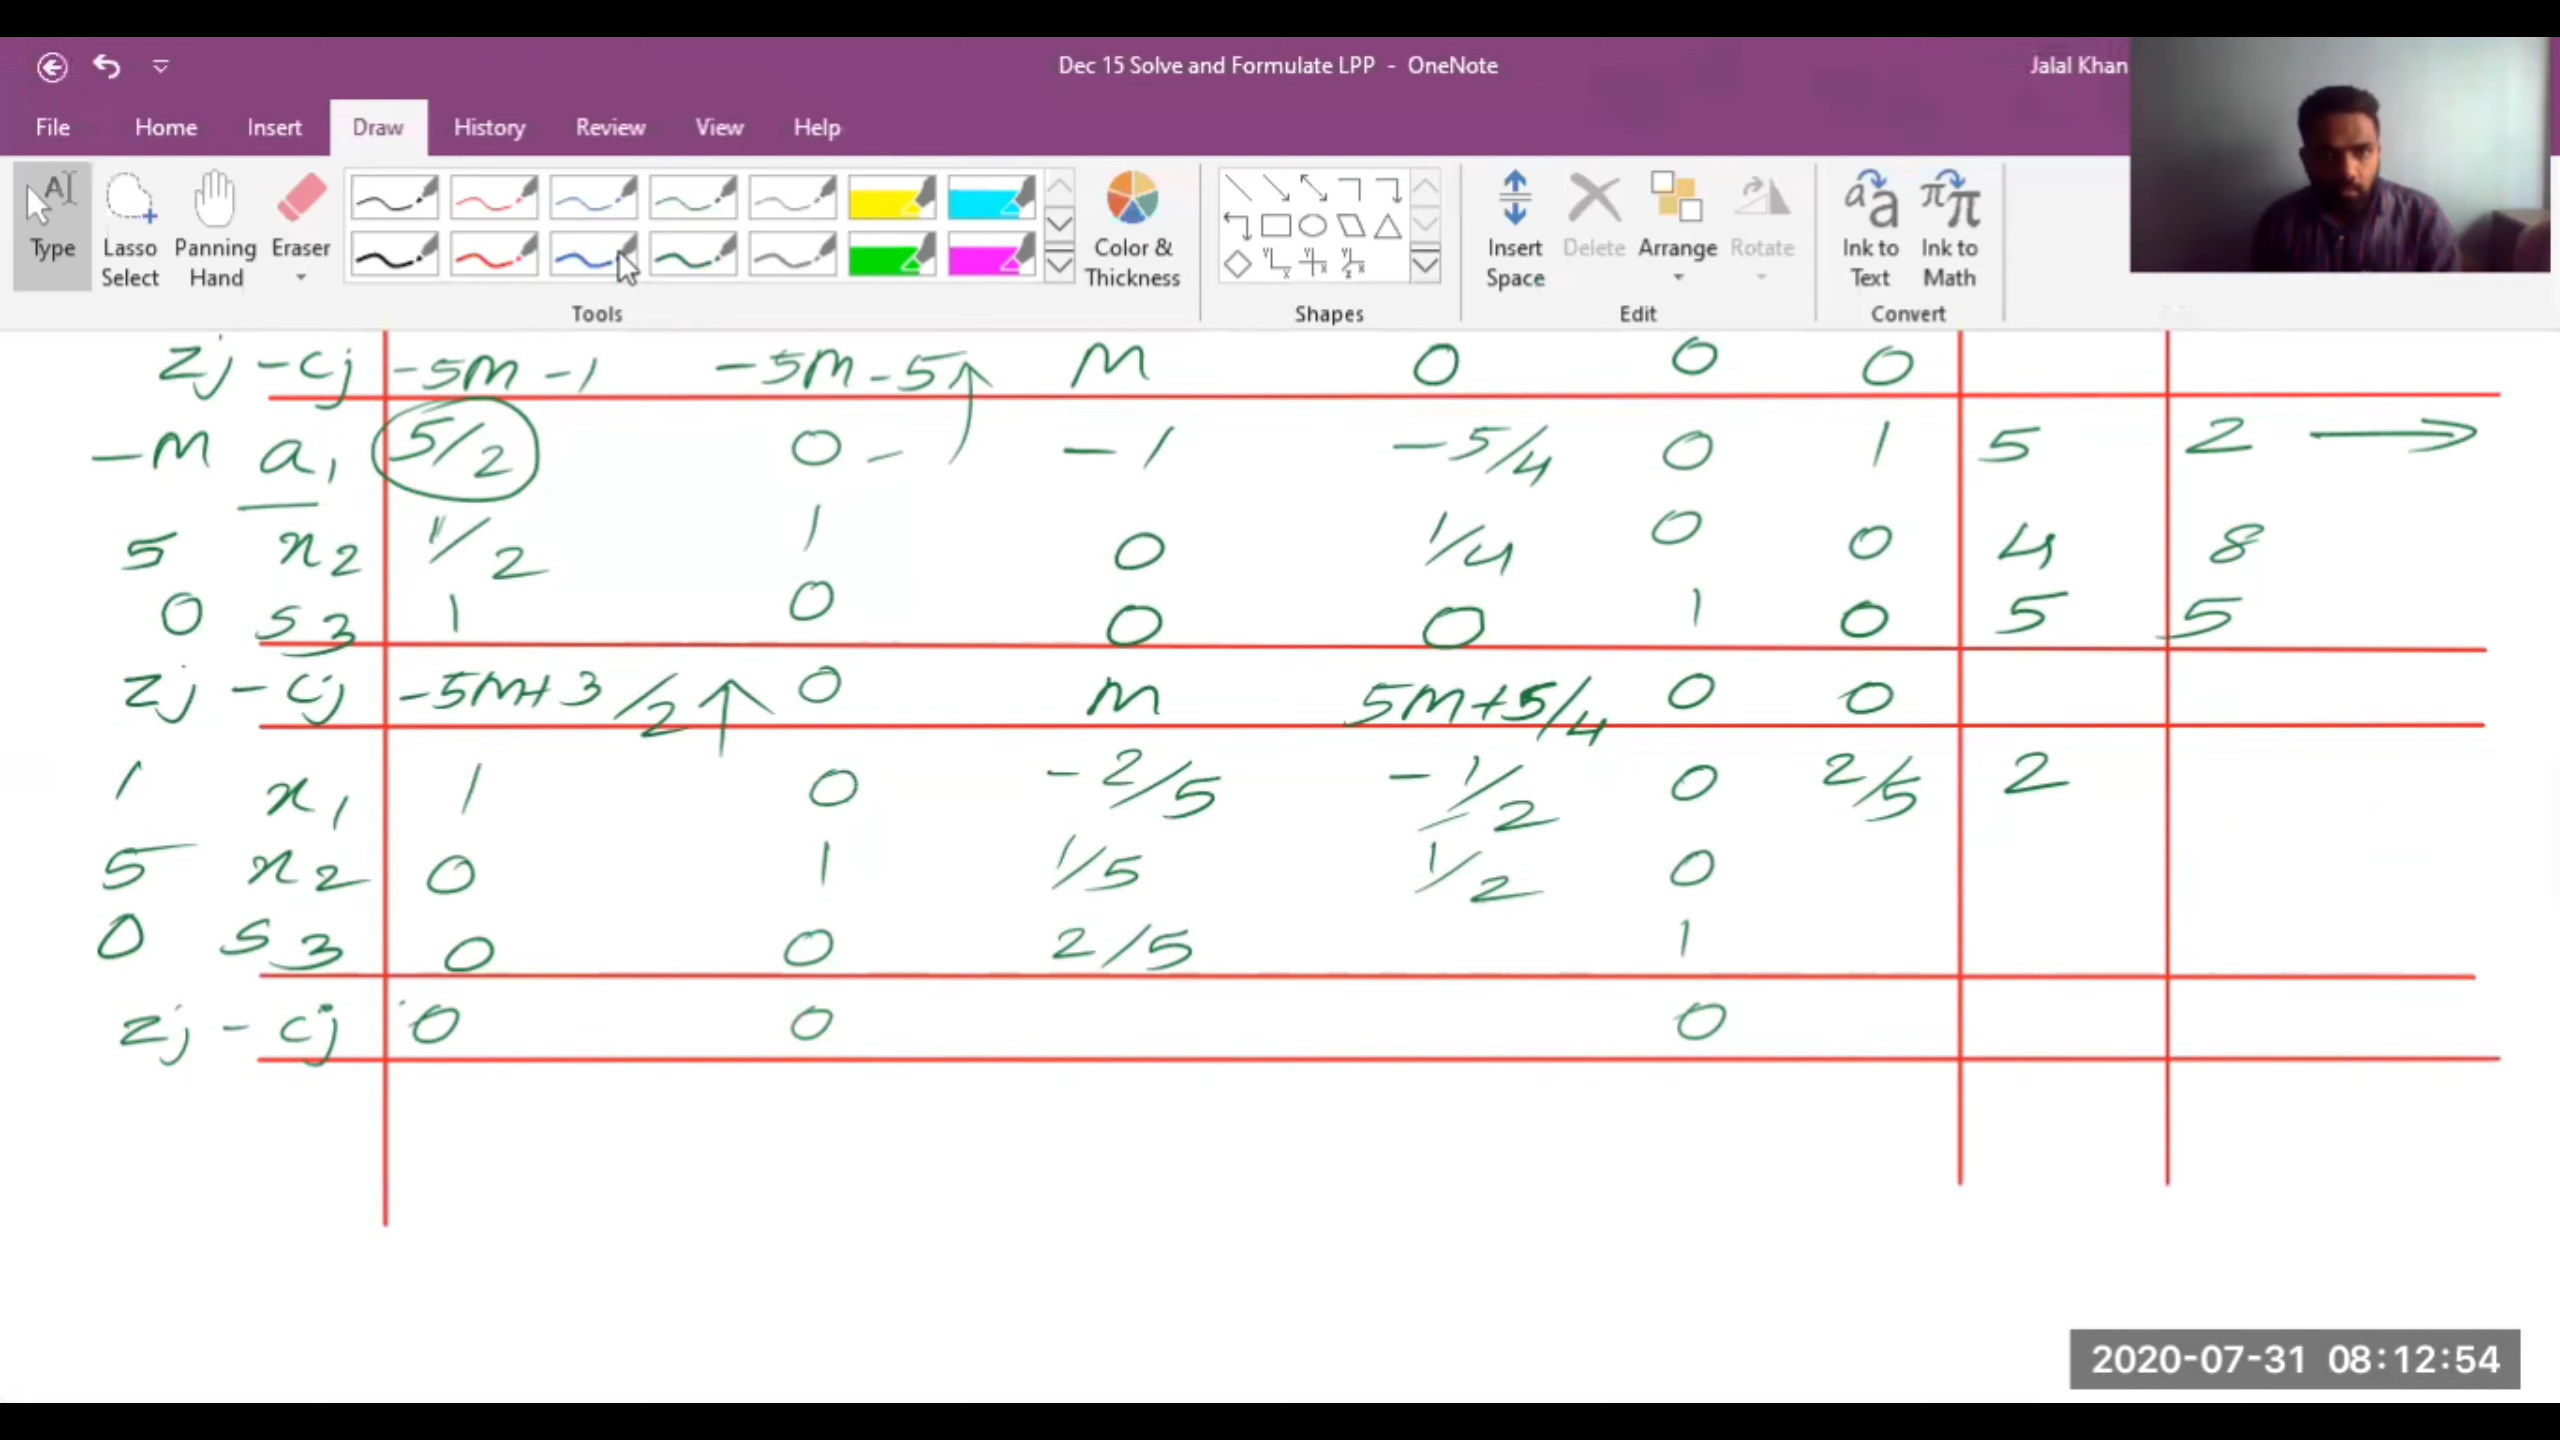 Dec 15 Solve and Formulate LPP - OneNote
Jalal Khan
File Home Insert Draw History Review View Help
Type
Lasso Select
Panning Hand
Eraser
Color & Thickness
Insert Space
Delete
Arrange
Rotate
Ink to Text
Ink to Math
Tools Shapes Edit Convert
zj - cj -5M -1 -5M -5 M 0 0 0
-M a1 5/2 0 -1 -5/4 0 1 5 2
5 x2 1/2 1 0 1/4 0 0 4 8
0 s3 1 0 0 0 1 0 5 5
zj - cj -5M+3/2 0 M 5M+5/4 0 0
1 x1 1 0 -2/5 -1/2 0 2/5 2
5 x2 0 1 1/5 1/2 0
0 s3 0 0 2/5 1
zj - cj 0 0 0
2020-07-31 08:12:54